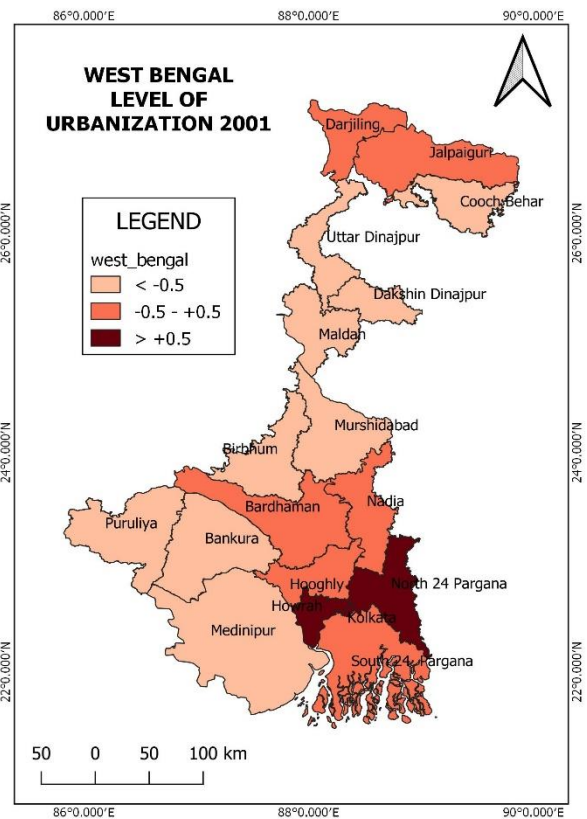 86°0.000'E 88°0.000'E 90°0.000'E
WEST BENGAL
LEVEL OF
URBANIZATION 2001
Darjiling
Jalpaiguri
Cooch Behar
26°0.000'N
26°0.000'N
LEGEND
west_bengal
< -0.5
-0.5 - +0.5
> +0.5
Uttar Dinajpur
Dakshin Dinajpur
Maldah
Murshidabad
24°0.000'N
24°0.000'N
Birbhum
Nadia
Bardhaman
Puruliya
Bankura
Hooghly
North 24 Pargana
Howrah
Kolkata
Medinipur
South 24 Pargana
22°0.000'N
22°0.000'N
50 0 50 100 km
86°0.000'E 88°0.000'E 90°0.000'E